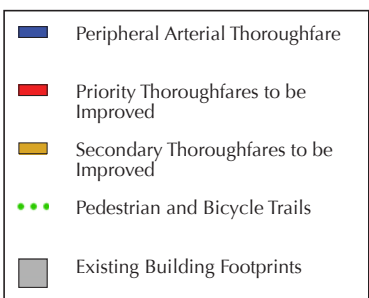 Peripheral Arterial Thoroughfare
Priority Thoroughfares to be
Improved
Secondary Thoroughfares to be
Improved
Pedestrian and Bicycle Trails
Existing Building Footprints